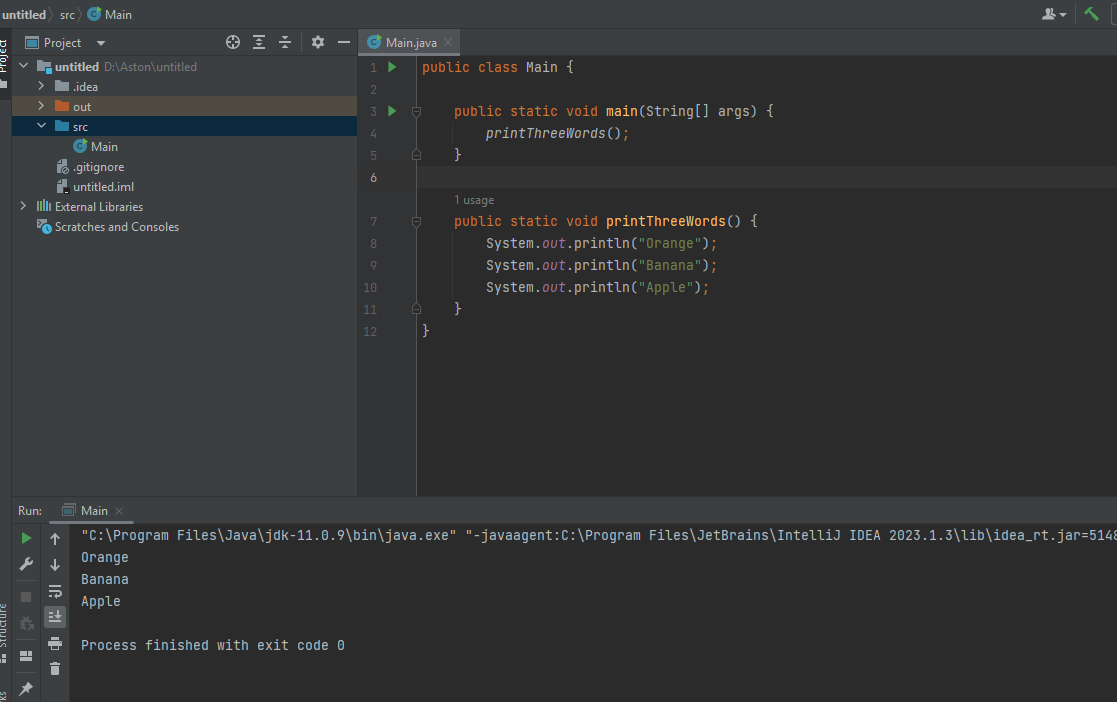 untitled src Main
Project
Main.java
Project
untitled D:\Aston\untitled
.idea
out
src
Main
.gitignore
untitled.iml
External Libraries
Scratches and Consoles
1 public class Main {
2
3 public static void main(String[] args) {
4 printThreeWords();
5 }
6
1 usage
7 public static void printThreeWords() {
8 System.out.println("Orange");
9 System.out.println("Banana");
10 System.out.println("Apple");
11 }
12 }
Run: Main
"C:\Program Files\Java\jdk-11.0.9\bin\java.exe" "-javaagent:C:\Program Files\JetBrains\IntelliJ IDEA 2023.1.3\lib\idea_rt.jar=5148
Orange
Banana
Apple
Process finished with exit code 0
Structure